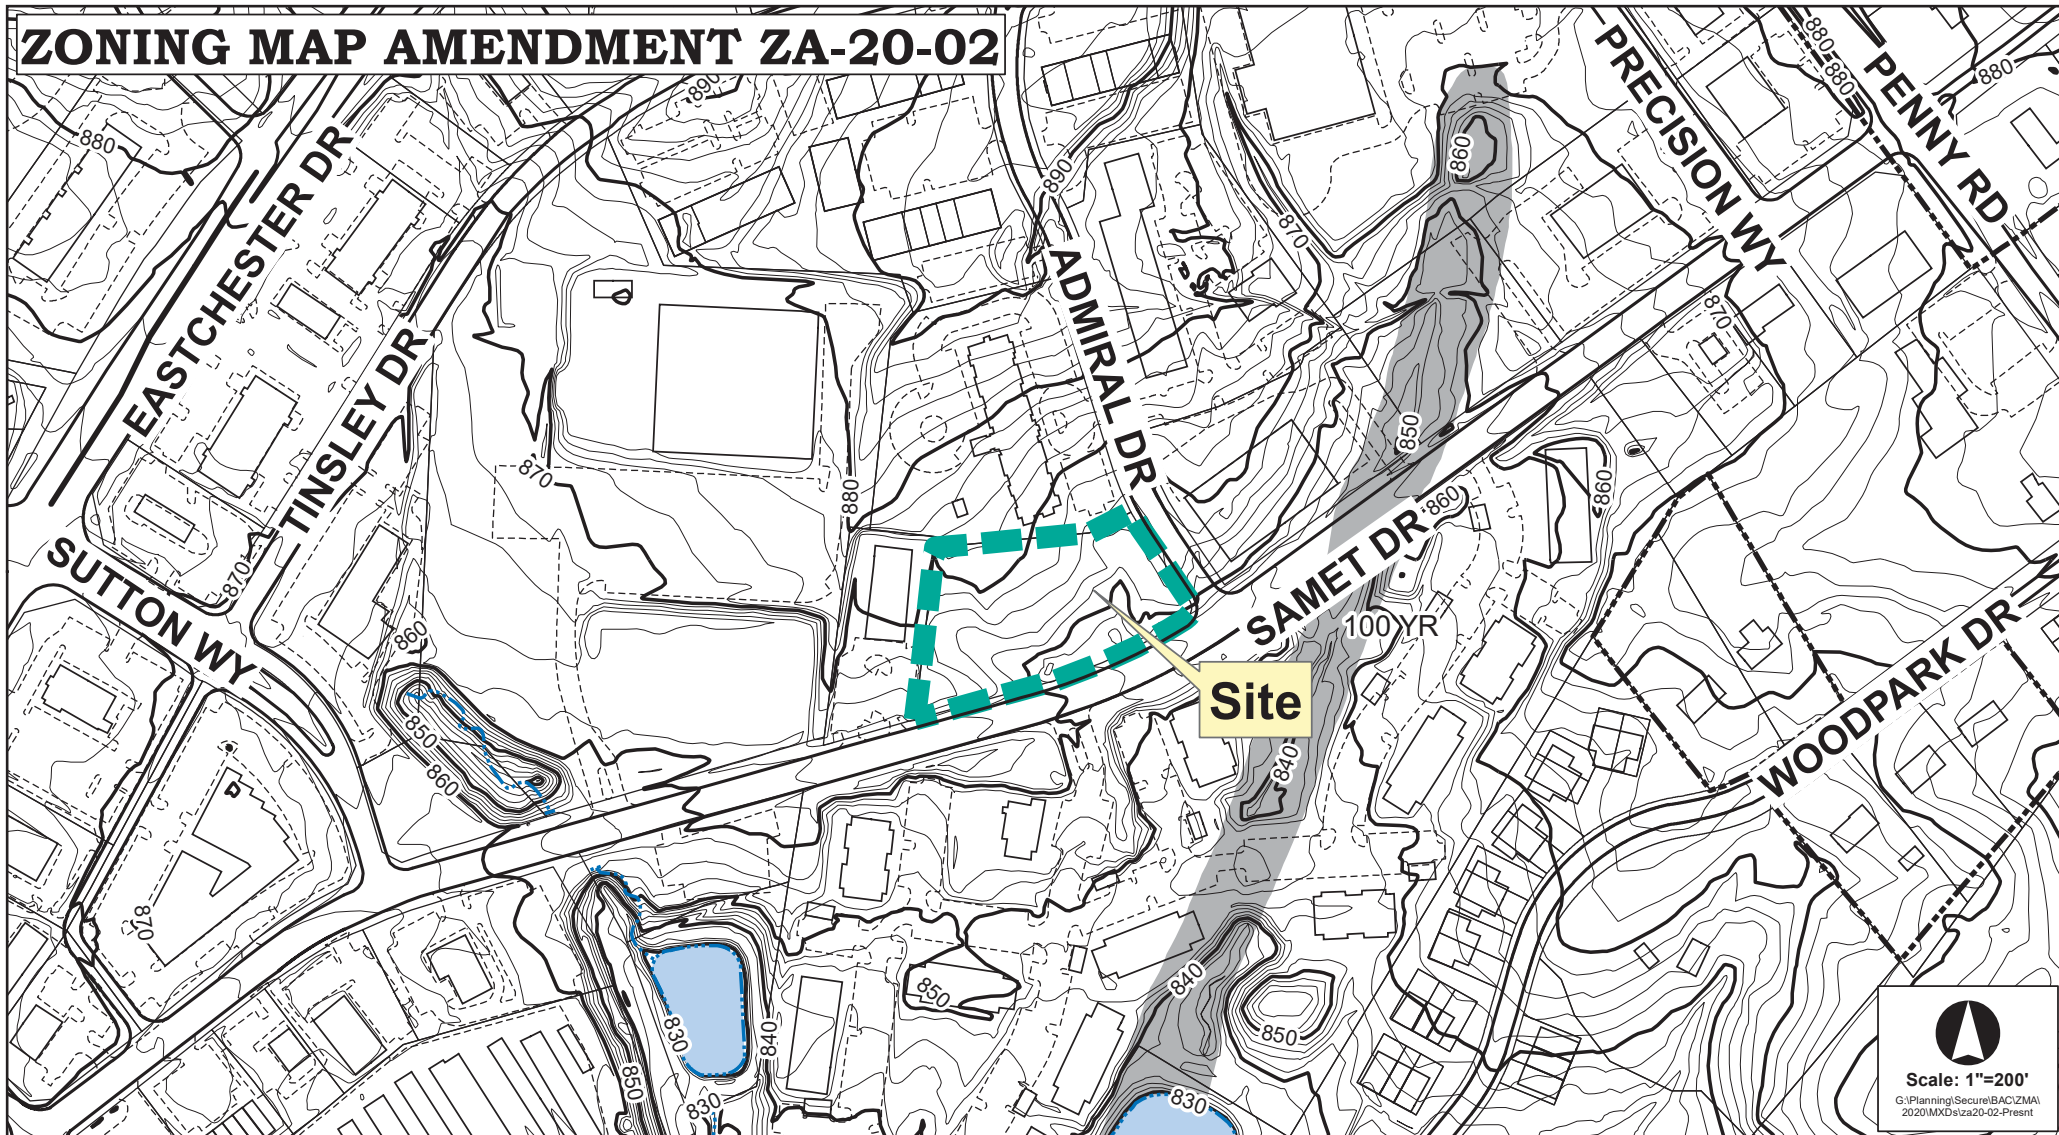 ZONING MAP AMENDMENT ZA-20-02
EASTCHESTER DR
TINSLEY DR
SUTTON WY
ADMIRAL DR
PRECISION WY
PENNY RD
SAMET DR
WOODPARK DR
100 YR
Site
880
890
890
880
880
880
880
860
870
870
870
880
850
860
860
870
860
850
860
840
870
850
830
840
850
830
840
850
830
Scale: 1"=200'
G:\Planning\Secure\BAC\ZMA\
2020\MXDs\za20-02-Presnt